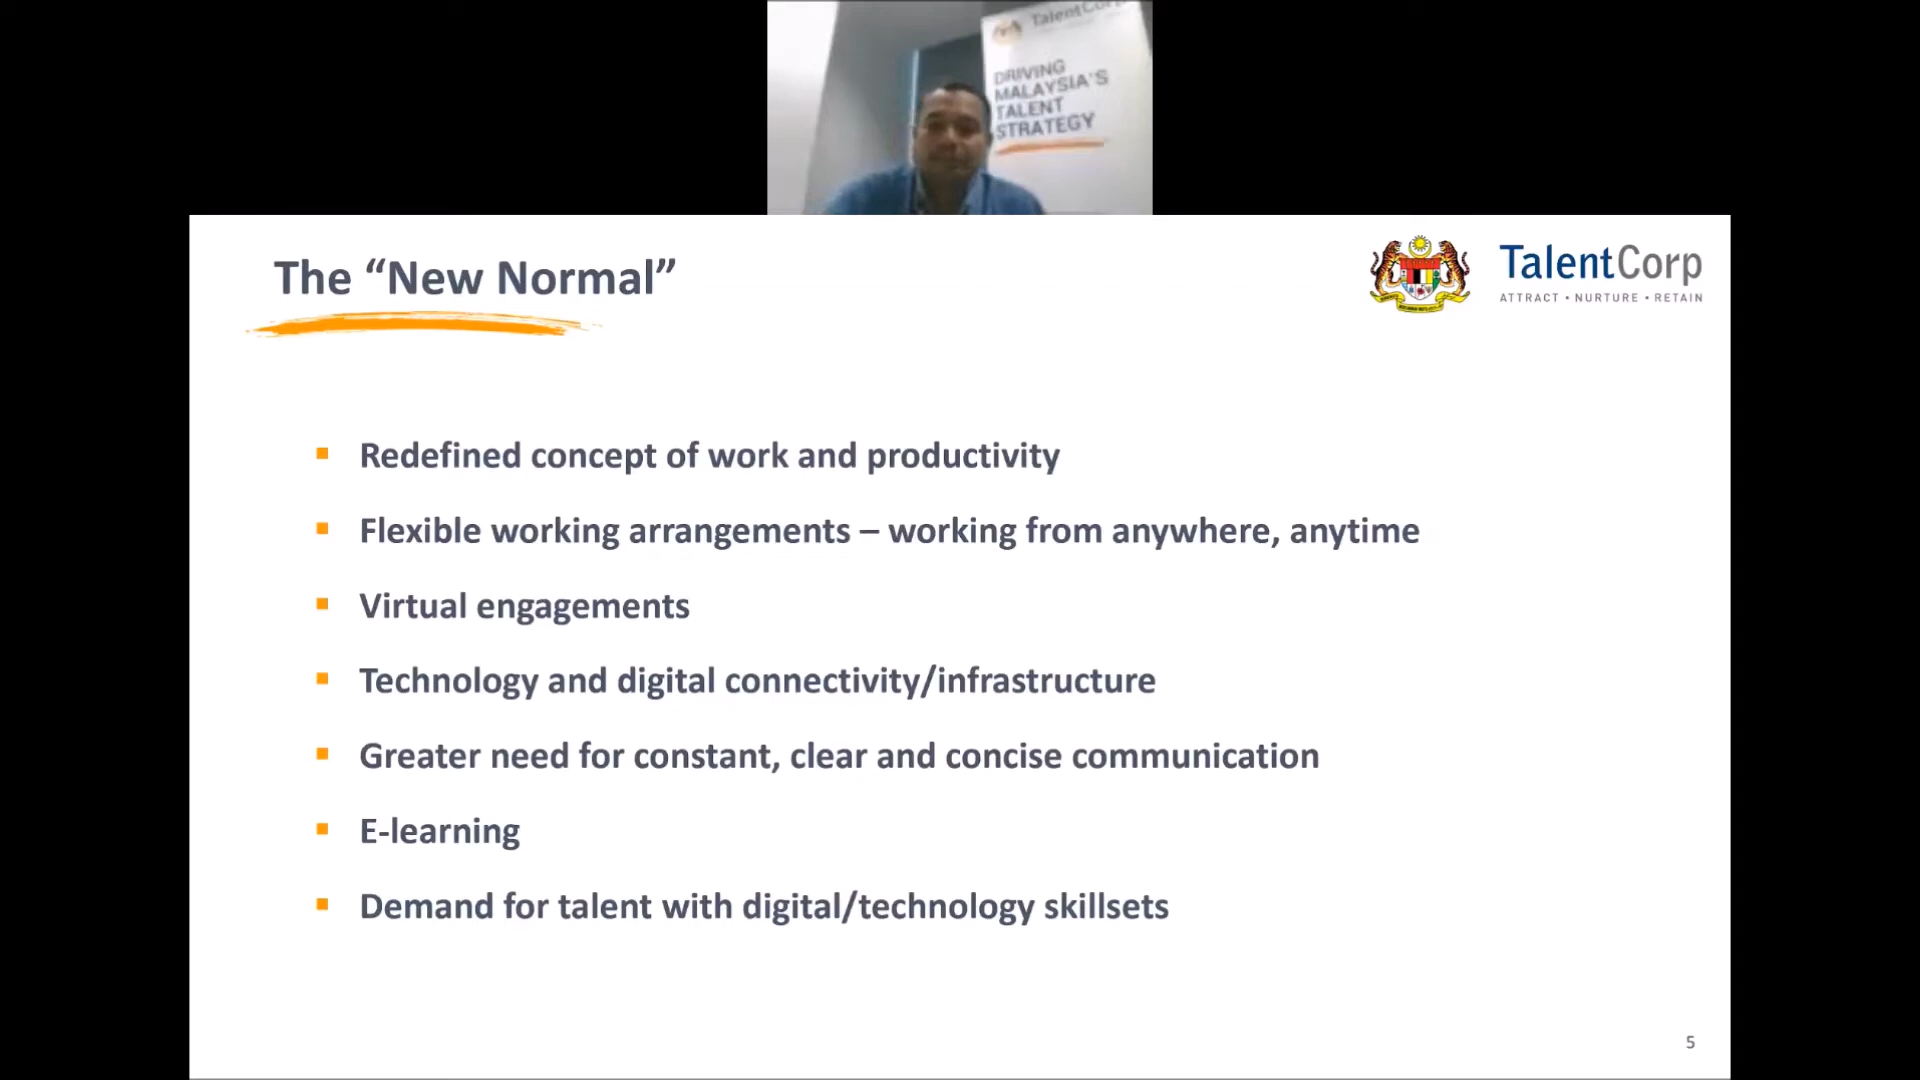 TalentCorp
DRIVING
MALAYSIA'S
TALENT
STRATEGY
The “New Normal”
TalentCorp
ATTRACT • NURTURE • RETAIN
▪ Redefined concept of work and productivity
▪ Flexible working arrangements – working from anywhere, anytime
▪ Virtual engagements
▪ Technology and digital connectivity/infrastructure
▪ Greater need for constant, clear and concise communication
▪ E-learning
▪ Demand for talent with digital/technology skillsets
5